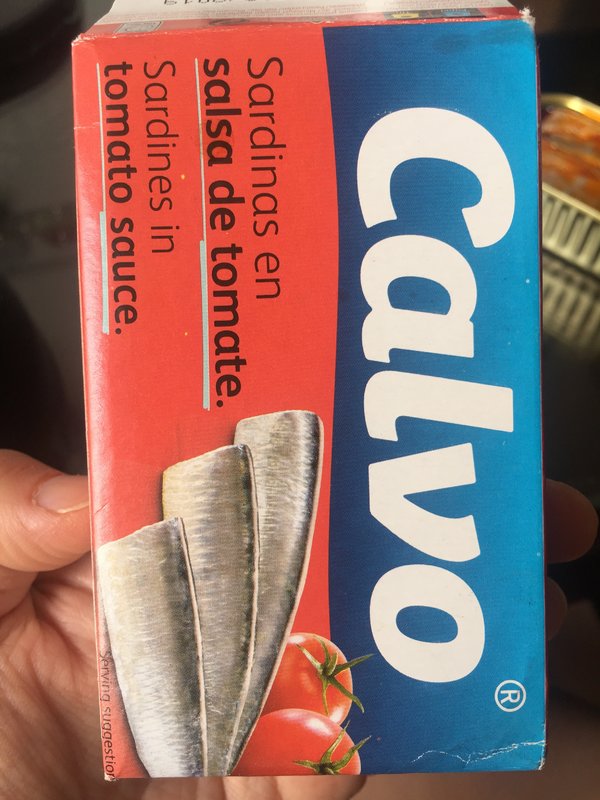 Calvo®
Sardinas en
salsa de tomate.
Sardines in
tomato sauce.
Serving suggestion